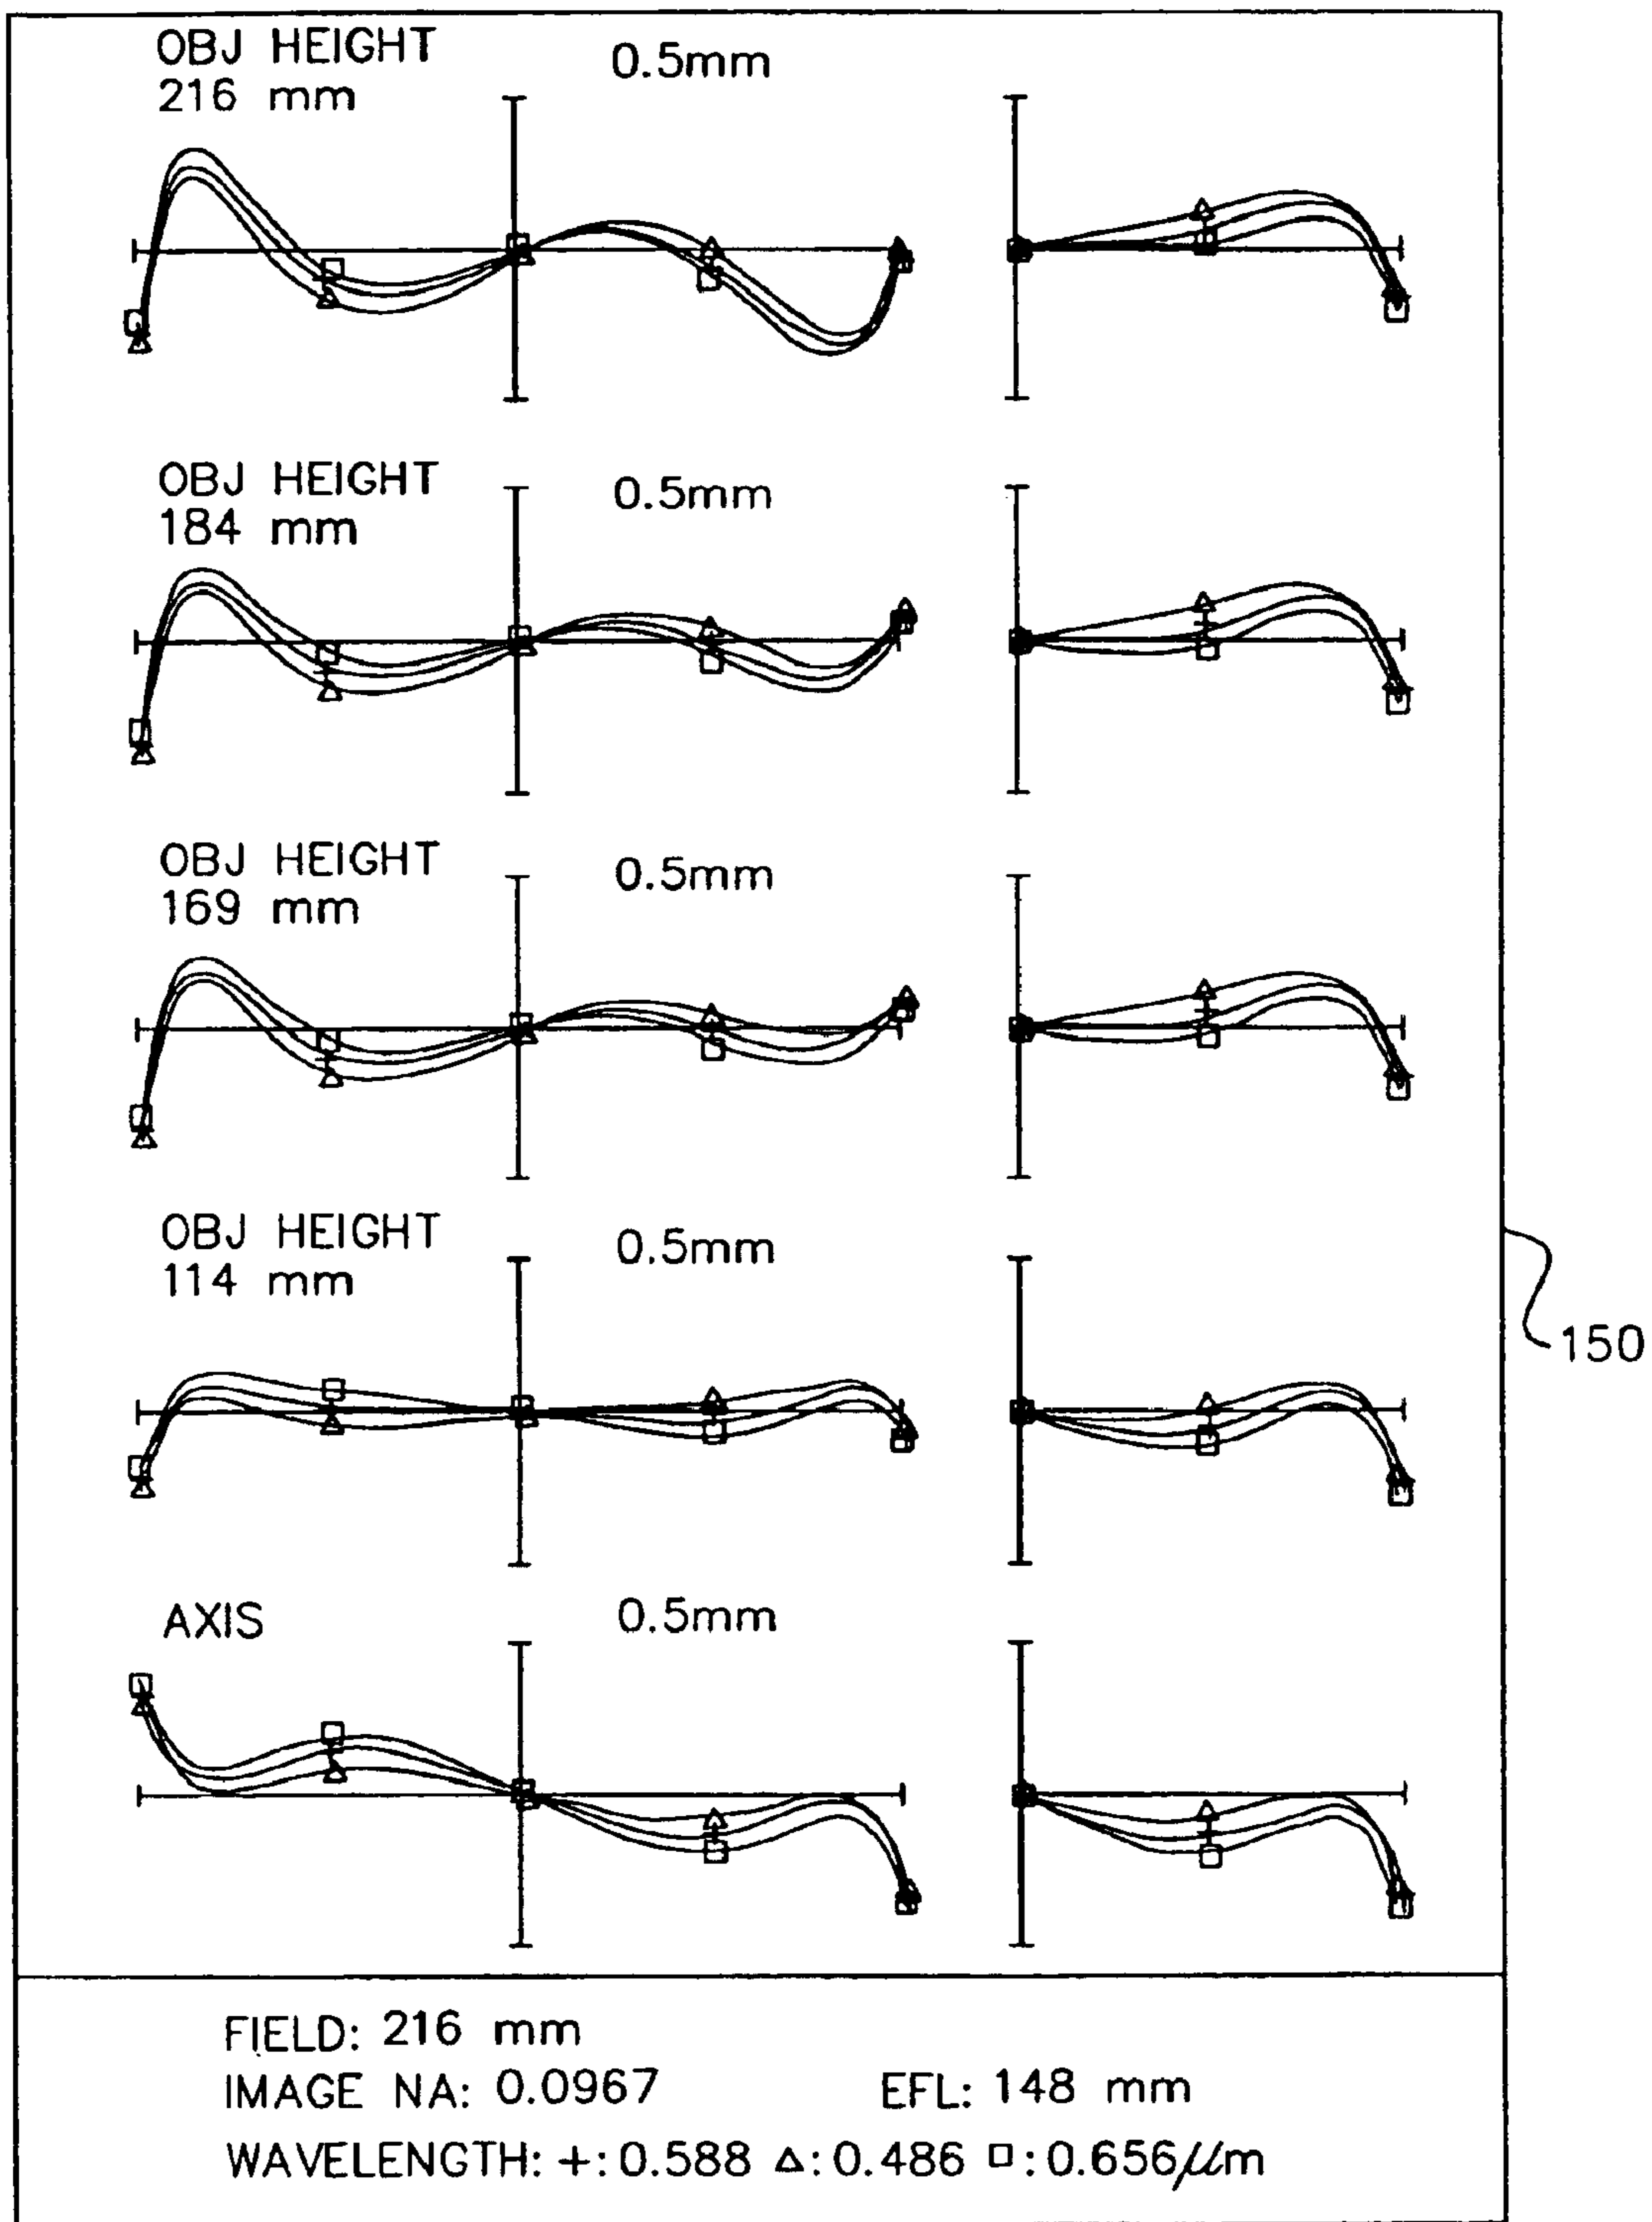 OBJ HEIGHT
216 mm
0.5mm
OBJ HEIGHT
184 mm
0.5mm
OBJ HEIGHT
169 mm
0.5mm
OBJ HEIGHT
114 mm
0.5mm
150
AXIS
0.5mm
FIELD: 216 mm
IMAGE NA: 0.0967 EFL: 148 mm
WAVELENGTH: +: 0.588 △: 0.486 □: 0.656μm